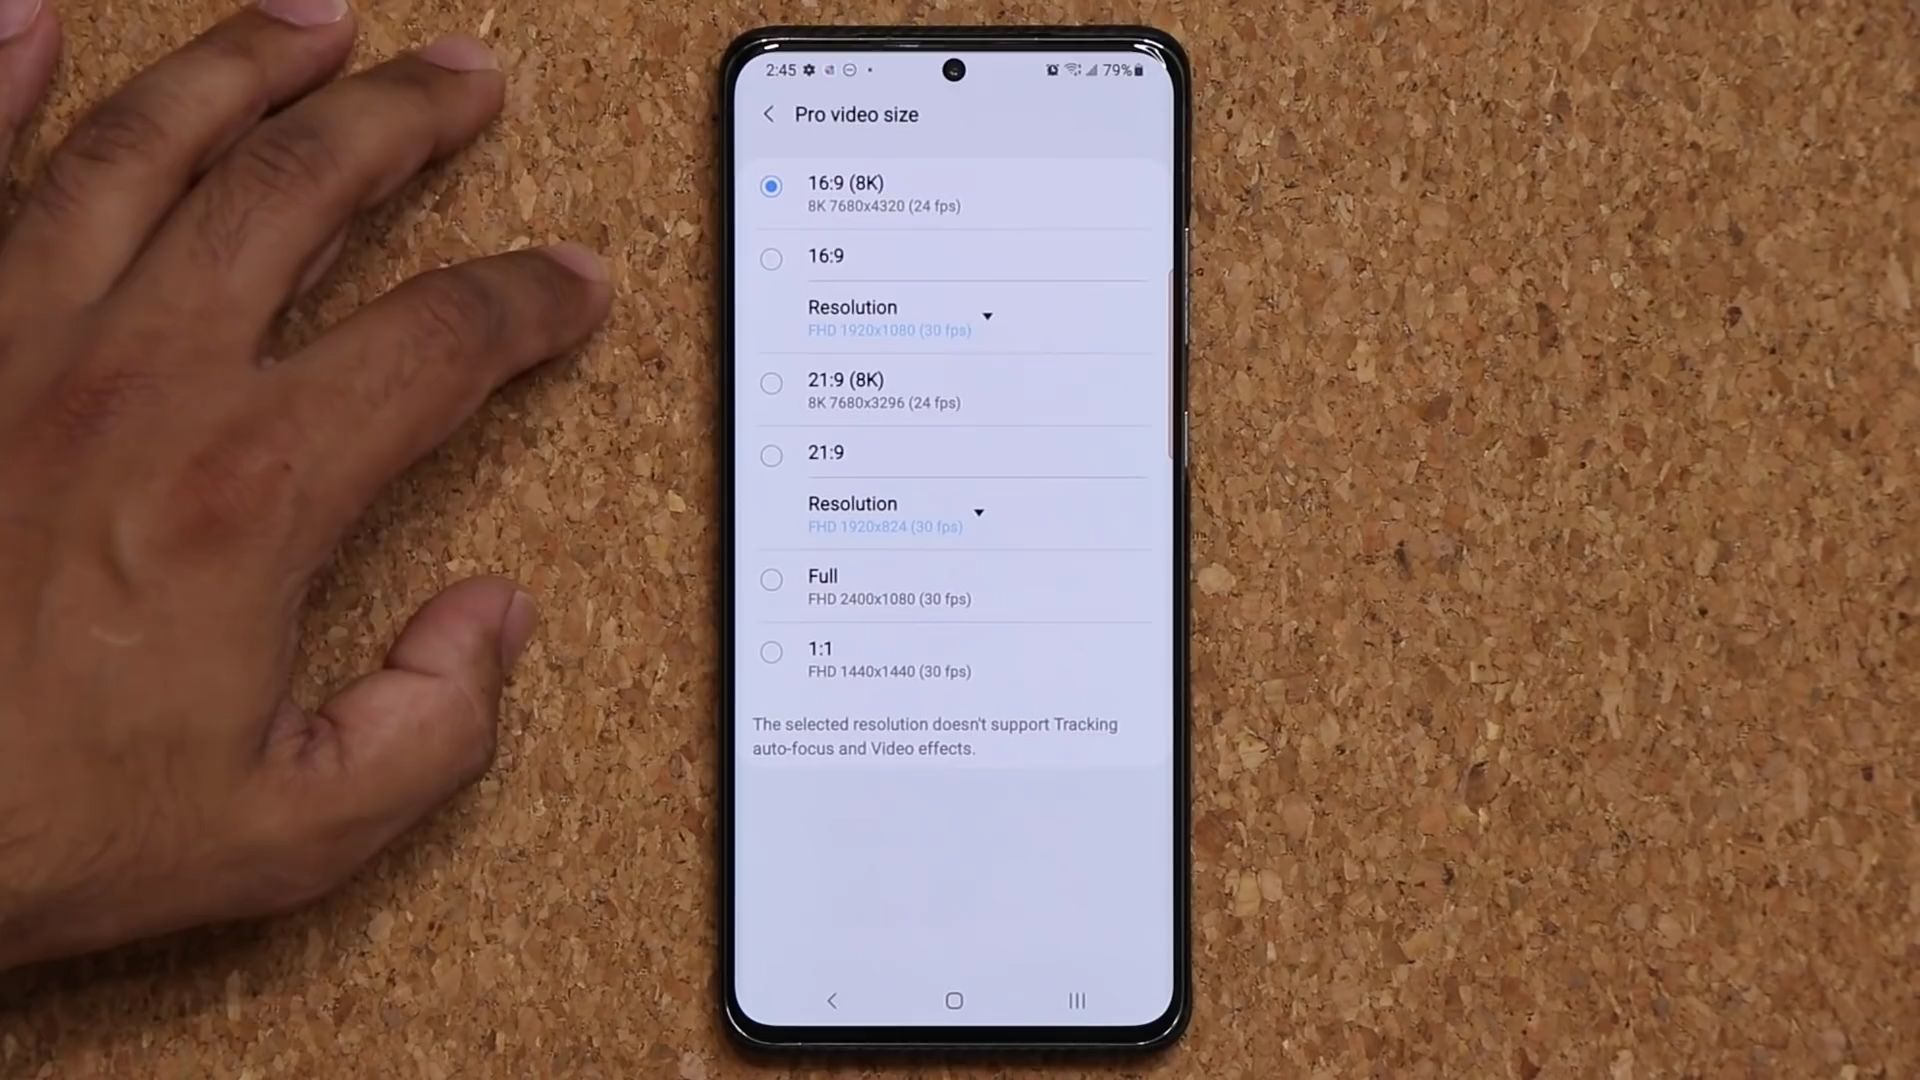 2:45 79%
Pro video size
16:9 (8K)
8K 7680x4320 (24 fps)
16:9
Resolution
FHD 1920x1080 (30 fps)
21:9 (8K)
8K 7680x3296 (24 fps)
21:9
Resolution
FHD 1920x824 (30 fps)
Full
FHD 2400x1080 (30 fps)
1:1
FHD 1440x1440 (30 fps)
The selected resolution doesn't support Tracking
auto-focus and Video effects.